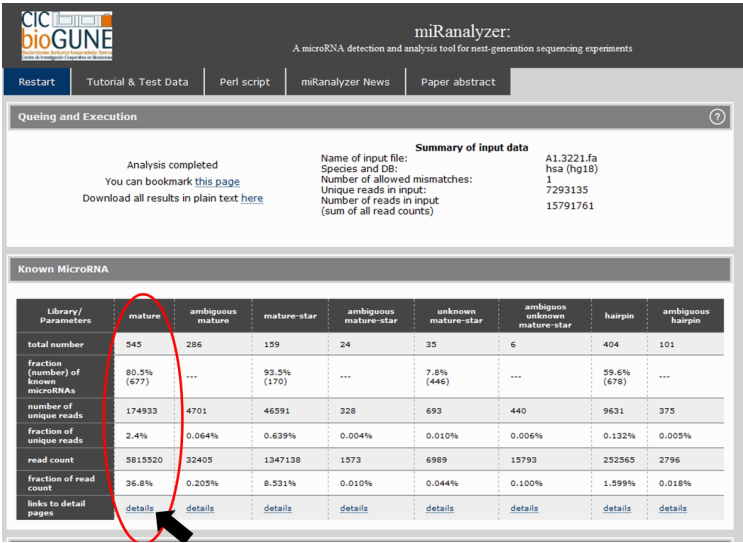 CIC
bioGUNE
miRanalyzer:
A microRNA detection and analysis tool for next-generation sequencing experiments
Restart
Tutorial & Test Data
Perl script
miRanalyzer News
Paper abstract
Queing and Execution
?
Analysis completed
You can bookmark this page
Download all results in plain text here
Summary of input data
Name of input file: A1.3221.fa
Species and DB: hsa (hg18)
Number of allowed mismatches: 1
Unique reads in input: 7293135
Number of reads in input
(sum of all read counts) 15791761
Known MicroRNA
Library/ Parameters mature ambiguous mature mature-star ambiguous mature-star unknown mature-star ambiguos unknown mature-star hairpin ambiguous hairpin
total number 545 286 159 24 35 6 404 101
fraction (number) of known microRNAs 80.5% (677) --- 93.5% (170) --- 7.8% (446) --- 59.6% (678) ---
number of unique reads 174933 4701 46591 328 693 440 9631 375
fraction of unique reads 2.4% 0.064% 0.639% 0.004% 0.010% 0.006% 0.132% 0.005%
read count 5815520 32405 1347138 1573 6989 15793 252565 2796
fraction of read count 36.8% 0.205% 8.531% 0.010% 0.044% 0.100% 1.599% 0.018%
links to detail pages details details details details details details details details